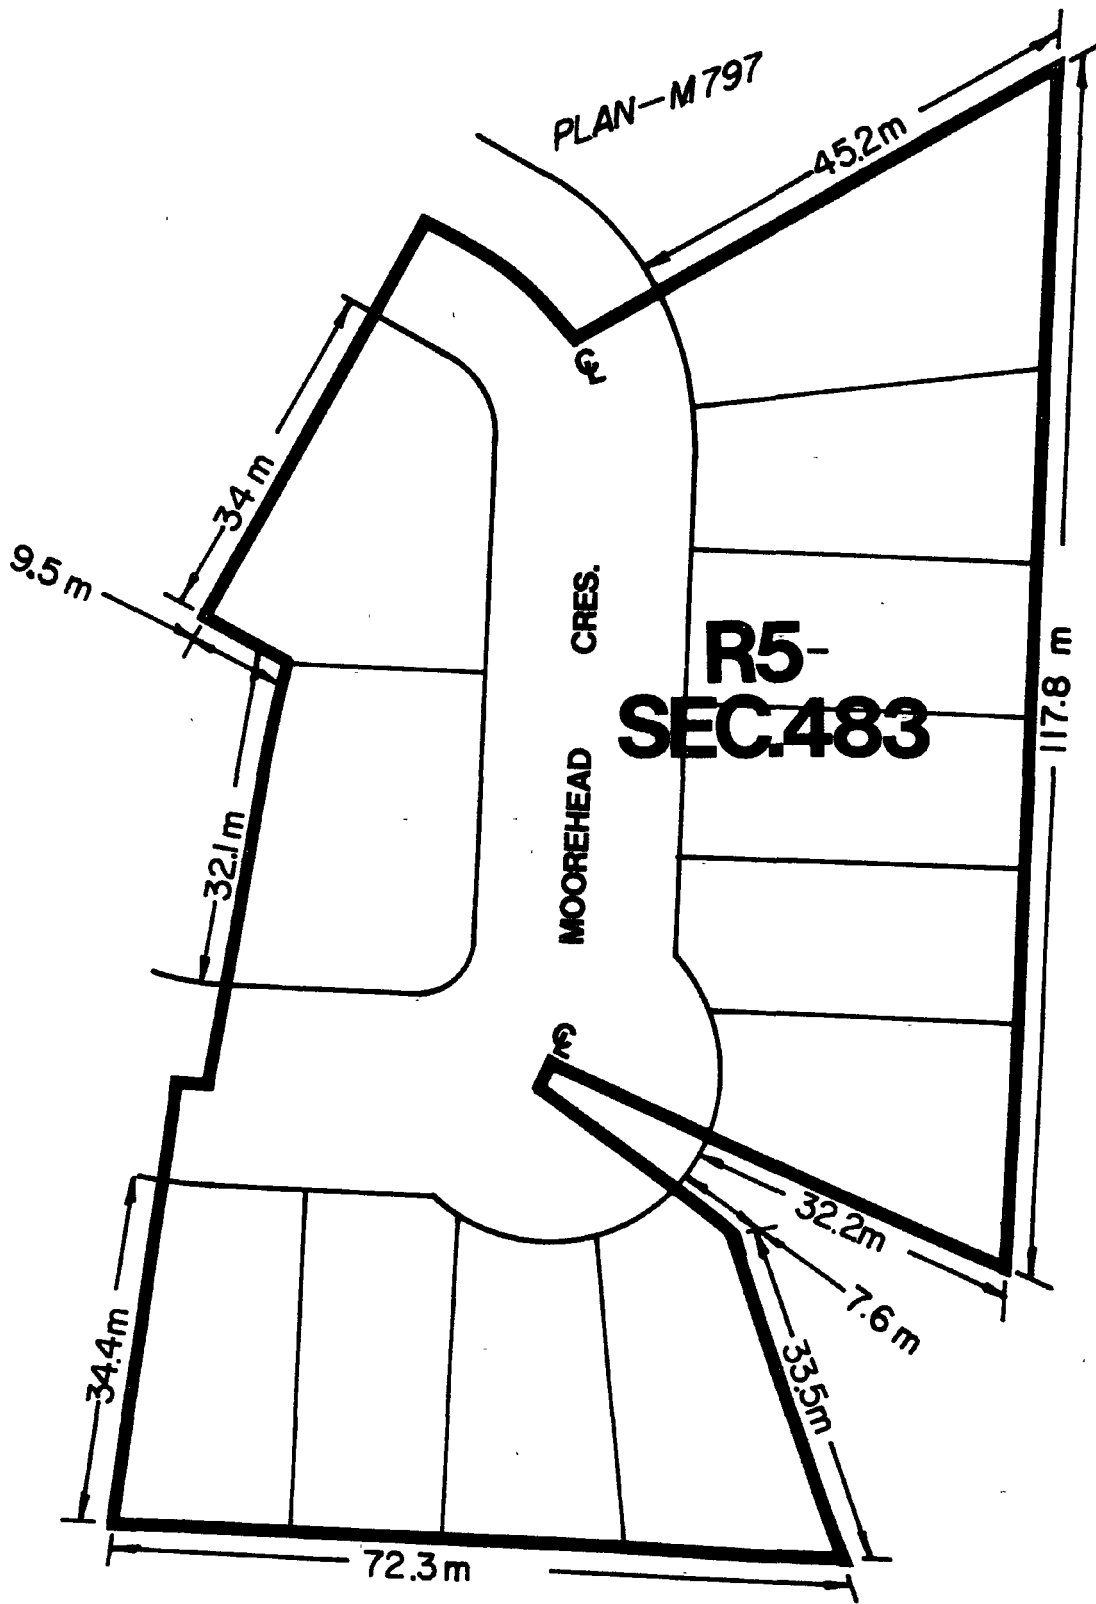 PLAN-M797
45.2m
℄
34 m
9.5 m
CRES.
R5-
SEC.483
117.8 m
MOOREHEAD
32.1m
℄
32.2m
7.6 m
34.4m
33.5m
72.3m